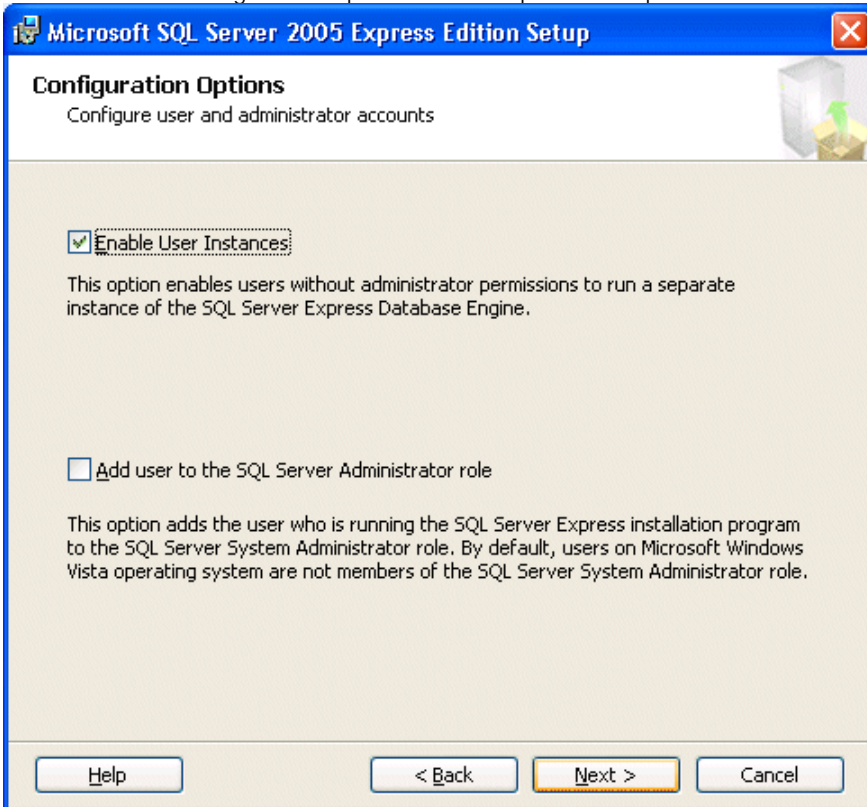 Microsoft SQL Server 2005 Express Edition Setup
Configuration Options
Configure user and administrator accounts
Enable User Instances
This option enables users without administrator permissions to run a separate
instance of the SQL Server Express Database Engine.
Add user to the SQL Server Administrator role
This option adds the user who is running the SQL Server Express installation program
to the SQL Server System Administrator role. By default, users on Microsoft Windows
Vista operating system are not members of the SQL Server System Administrator role.
Help
< Back
Next >
Cancel